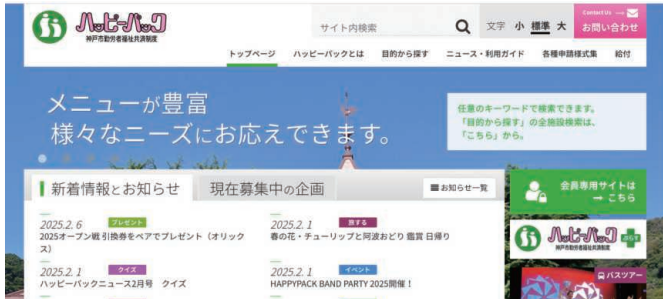 ハッピーパック
神戸市勤労者福祉共済制度
サイト内検索
文字 小 標準 大
Contact Us
お問い合わせ
トップページ ハッピーパックとは 目的から探す ニュース・利用ガイド 各種申請様式集 給付
メニューが豊富
様々なニーズにお応えできます。
任意のキーワードで検索できます。
「目的から探す」の全施設検索は、
「こちら」から。
新着情報とお知らせ 現在募集中の企画 お知らせ一覧
会員専用サイトは
→ こちら
2025.2. 6 プレゼント
2025オープン戦引換券をペアでプレゼント（オリック
ス）
2025.2. 1 旅する
春の花・チューリップと阿波おどり 鑑賞 日帰り
2025.2. 1 クイズ
ハッピーパックニュース2月号 クイズ
2025.2. 1 イベント
HAPPYPACK BAND PARTY 2025開催！
ハッピーパック ぷらす
神戸市勤労者福祉共済制度
バスツアー